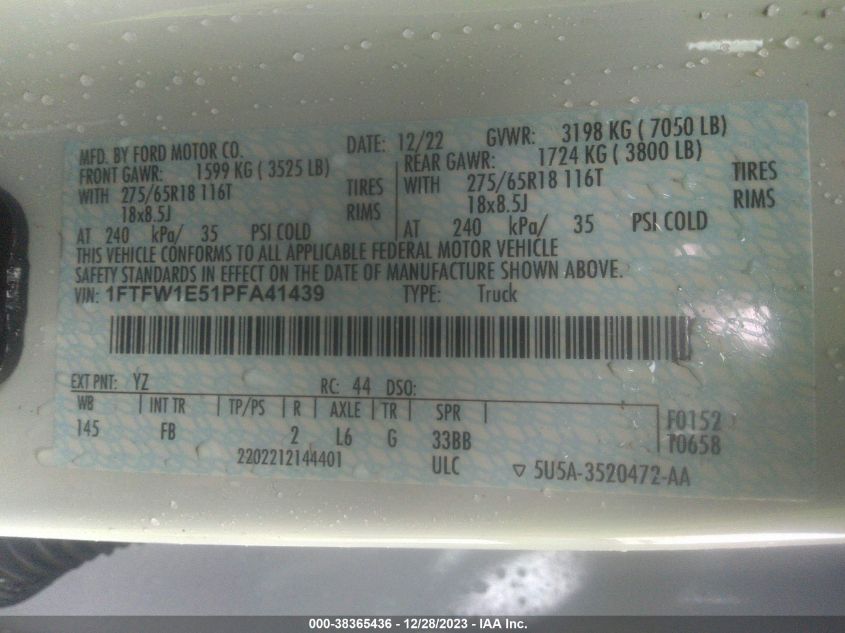 MFD. BY FORD MOTOR CO. DATE: 12/22 GVWR: 3198 KG ( 7050 LB)
FRONT GAWR: 1599 KG ( 3525 LB) REAR GAWR: 1724 KG ( 3800 LB)
WITH 275/65R18 116T TIRES WITH 275/65R18 116T TIRES
18x8.5J RIMS 18x8.5J RIMS
AT 240 kPa/ 35 PSI COLD AT 240 kPa/ 35 PSI COLD
THIS VEHICLE CONFORMS TO ALL APPLICABLE FEDERAL MOTOR VEHICLE
SAFETY STANDARDS IN EFFECT ON THE DATE OF MANUFACTURE SHOWN ABOVE.
VIN: 1FTFW1E51PFA41439 TYPE: Truck
EXT PNT: YZ RC: 44 DSO:
WB INT TR TP/PS R AXLE TR SPR
145 FB 2 L6 G 33BB
F0152
T0658
2202212144401 ULC ▽ 5U5A-3520472-AA
000-38365436 - 12/28/2023 - IAA Inc.